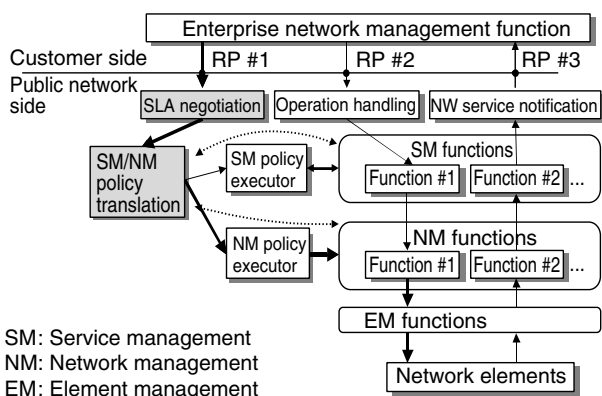 Enterprise network management function
Customer side
RP #1
RP #2
RP #3
Public network
side
SLA negotiation
Operation handling
NW service notification
SM/NM
policy
translation
SM policy
executor
SM functions
Function #1
Function #2
...
NM policy
executor
NM functions
Function #1
Function #2
...
EM functions
Network elements
SM: Service management
NM: Network management
EM: Element management